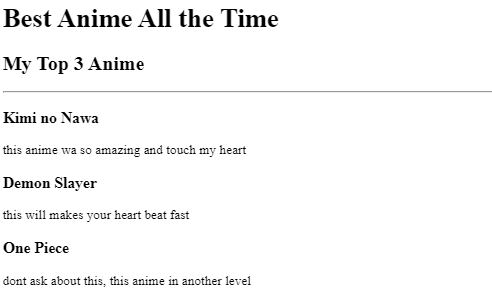 Best Anime All the Time
My Top 3 Anime
Kimi no Nawa
this anime wa so amazing and touch my heart
Demon Slayer
this will makes your heart beat fast
One Piece
dont ask about this, this anime in another level